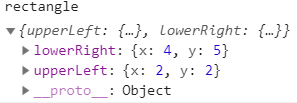 rectangle
▼ {upperLeft: {…}, lowerRight: {…}}
▶ lowerRight: {x: 4, y: 5}
▶ upperLeft: {x: 2, y: 2}
▶ __proto__: Object